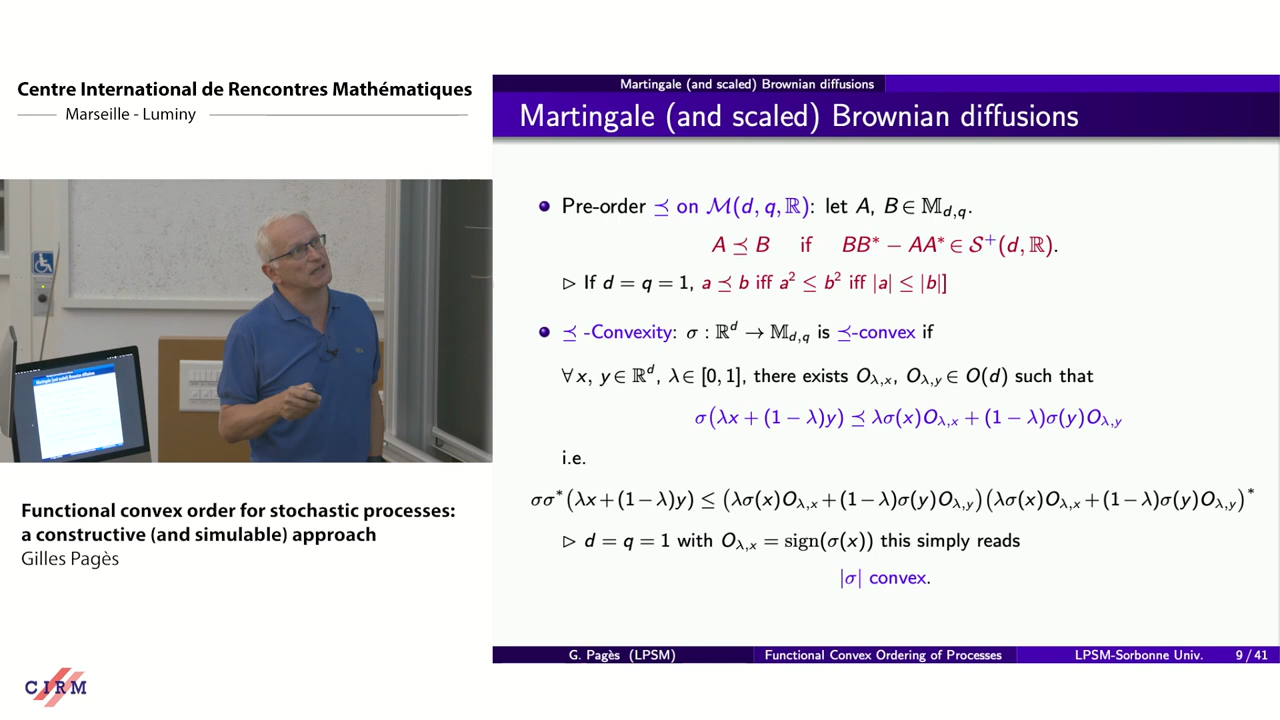 Centre International de Rencontres Mathématiques
Marseille - Luminy
Functional convex order for stochastic processes:
a constructive (and simulable) approach
Gilles Pagès
CIRM
Martingale (and scaled) Brownian diffusions
Martingale (and scaled) Brownian diffusions
Pre-order ⪯ on ℳ(d, q, ℝ): let A, B ∈ 𝕄_{d,q}.
A ⪯ B if BB* − AA* ∈ 𝒮⁺(d, ℝ).
▷ If d = q = 1, a ⪯ b iff a² ≤ b² iff |a| ≤ |b|]
⪯ -Convexity: σ : ℝᵈ → 𝕄_{d,q} is ⪯-convex if
∀ x, y ∈ ℝᵈ, λ ∈ [0, 1], there exists O_{λ,x}, O_{λ,y} ∈ O(d) such that
σ(λx + (1 − λ)y) ⪯ λσ(x)O_{λ,x} + (1 − λ)σ(y)O_{λ,y}
i.e.
σσ*(λx + (1 − λ)y) ≤ (λσ(x)O_{λ,x} + (1 − λ)σ(y)O_{λ,y})(λσ(x)O_{λ,x} + (1 − λ)σ(y)O_{λ,y})*
▷ d = q = 1 with O_{λ,x} = sign(σ(x)) this simply reads
|σ| convex.
G. Pagès (LPSM) Functional Convex Ordering of Processes LPSM-Sorbonne Univ. 9 / 41